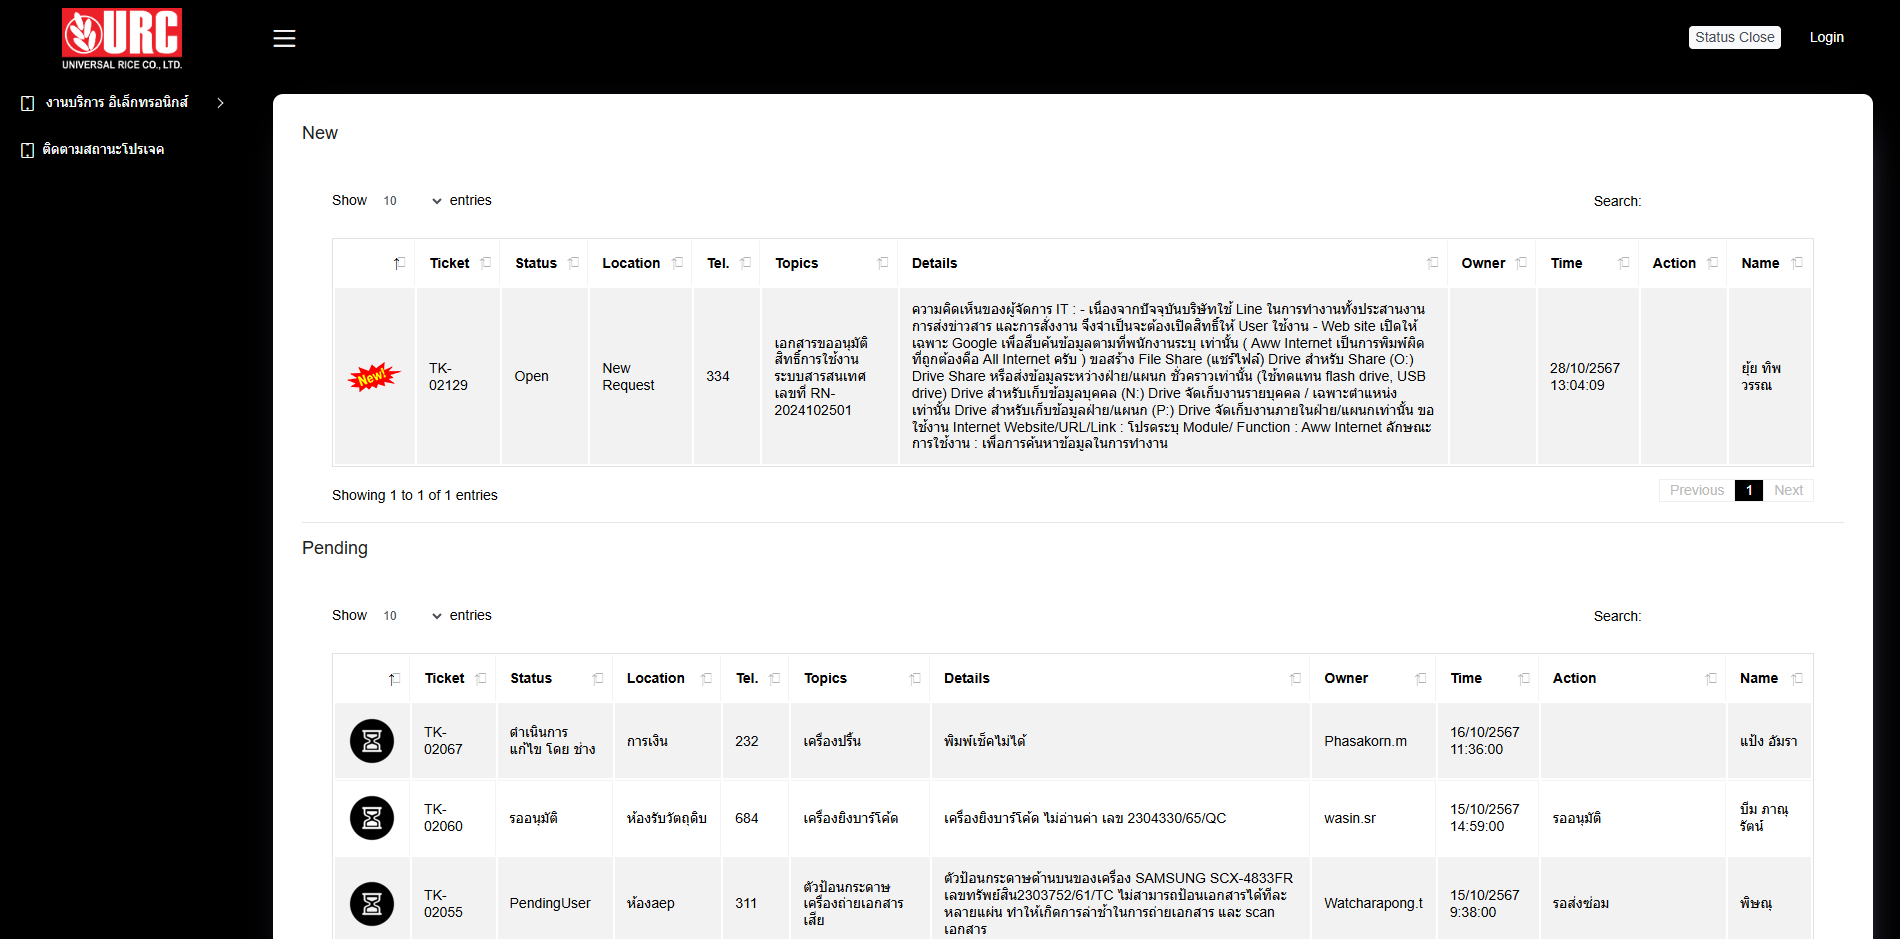 URC
UNIVERSAL RICE CO., LTD.
Status Close
Login
งานบริการ อิเล็กทรอนิกส์
ติดตามสถานะโปรเจค
New
Show 10 entries
Search:
Ticket Status Location Tel. Topics Details Owner Time Action Name
New!
TK-
02129
Open
New
Request
334
เอกสารขออนุมัติ
สิทธิ์การใช้งาน
ระบบสารสนเทศ
เลขที่ RN-
2024102501
ความคิดเห็นของผู้จัดการ IT : - เนื่องจากปัจจุบันบริษัทใช้ Line ในการทำงานทั้งประสานงาน
การส่งข่าวสาร และการสั่งงาน จึงจำเป็นจะต้องเปิดสิทธิ์ให้ User ใช้งาน - Web site เปิดให้
เฉพาะ Google เพื่อสืบค้นข้อมูลตามที่พนักงานระบุ เท่านั้น ( Aww Internet เป็นการพิมพ์ผิด
ที่ถูกต้องคือ All Internet ครับ ) ขอสร้าง File Share (แชร์ไฟล์) Drive สำหรับ Share (O:)
Drive Share หรือส่งข้อมูลระหว่างฝ่าย/แผนก ชั่วคราวเท่านั้น (ใช้ทดแทน flash drive, USB
drive) Drive สำหรับเก็บข้อมูลบุคคล (N:) Drive จัดเก็บงานรายบุคคล / เฉพาะตำแหน่ง
เท่านั้น Drive สำหรับเก็บข้อมูลฝ่าย/แผนก (P:) Drive จัดเก็บงานภายในฝ่าย/แผนกเท่านั้น ขอ
ใช้งาน Internet Website/URL/Link : โปรดระบุ Module/ Function : Aww Internet ลักษณะ
การใช้งาน : เพื่อการค้นหาข้อมูลในการทำงาน
28/10/2567
13:04:09
ยุ้ย ทิพ
วรรณ
Showing 1 to 1 of 1 entries
Previous 1 Next
Pending
Show 10 entries
Search:
Ticket Status Location Tel. Topics Details Owner Time Action Name
TK-
02067
ดำเนินการ
แก้ไข โดย ช่าง
การเงิน
232
เครื่องปริ้น
พิมพ์เช็คไม่ได้
Phasakorn.m
16/10/2567
11:36:00
แป้ง อัมรา
TK-
02060
รออนุมัติ
ห้องรับวัตถุดิบ
684
เครื่องยิงบาร์โค้ด
เครื่องยิงบาร์โค้ด ไม่อ่านค่า เลข 2304330/65/QC
wasin.sr
15/10/2567
14:59:00
รออนุมัติ
บีม ภาณุ
รัตน์
TK-
02055
PendingUser
ห้องaep
311
ตัวป้อนกระดาษ
เครื่องถ่ายเอกสาร
เสีย
ตัวป้อนกระดาษด้านบนของเครื่อง SAMSUNG SCX-4833FR
เลขทรัพย์สิน2303752/61/TC ไม่สามารถป้อนเอกสารได้ทีละ
หลายแผ่น ทำให้เกิดการล่าช้าในการถ่ายเอกสาร และ scan
เอกสาร
Watcharapong.t
15/10/2567
9:38:00
รอส่งซ่อม
พิษณุ